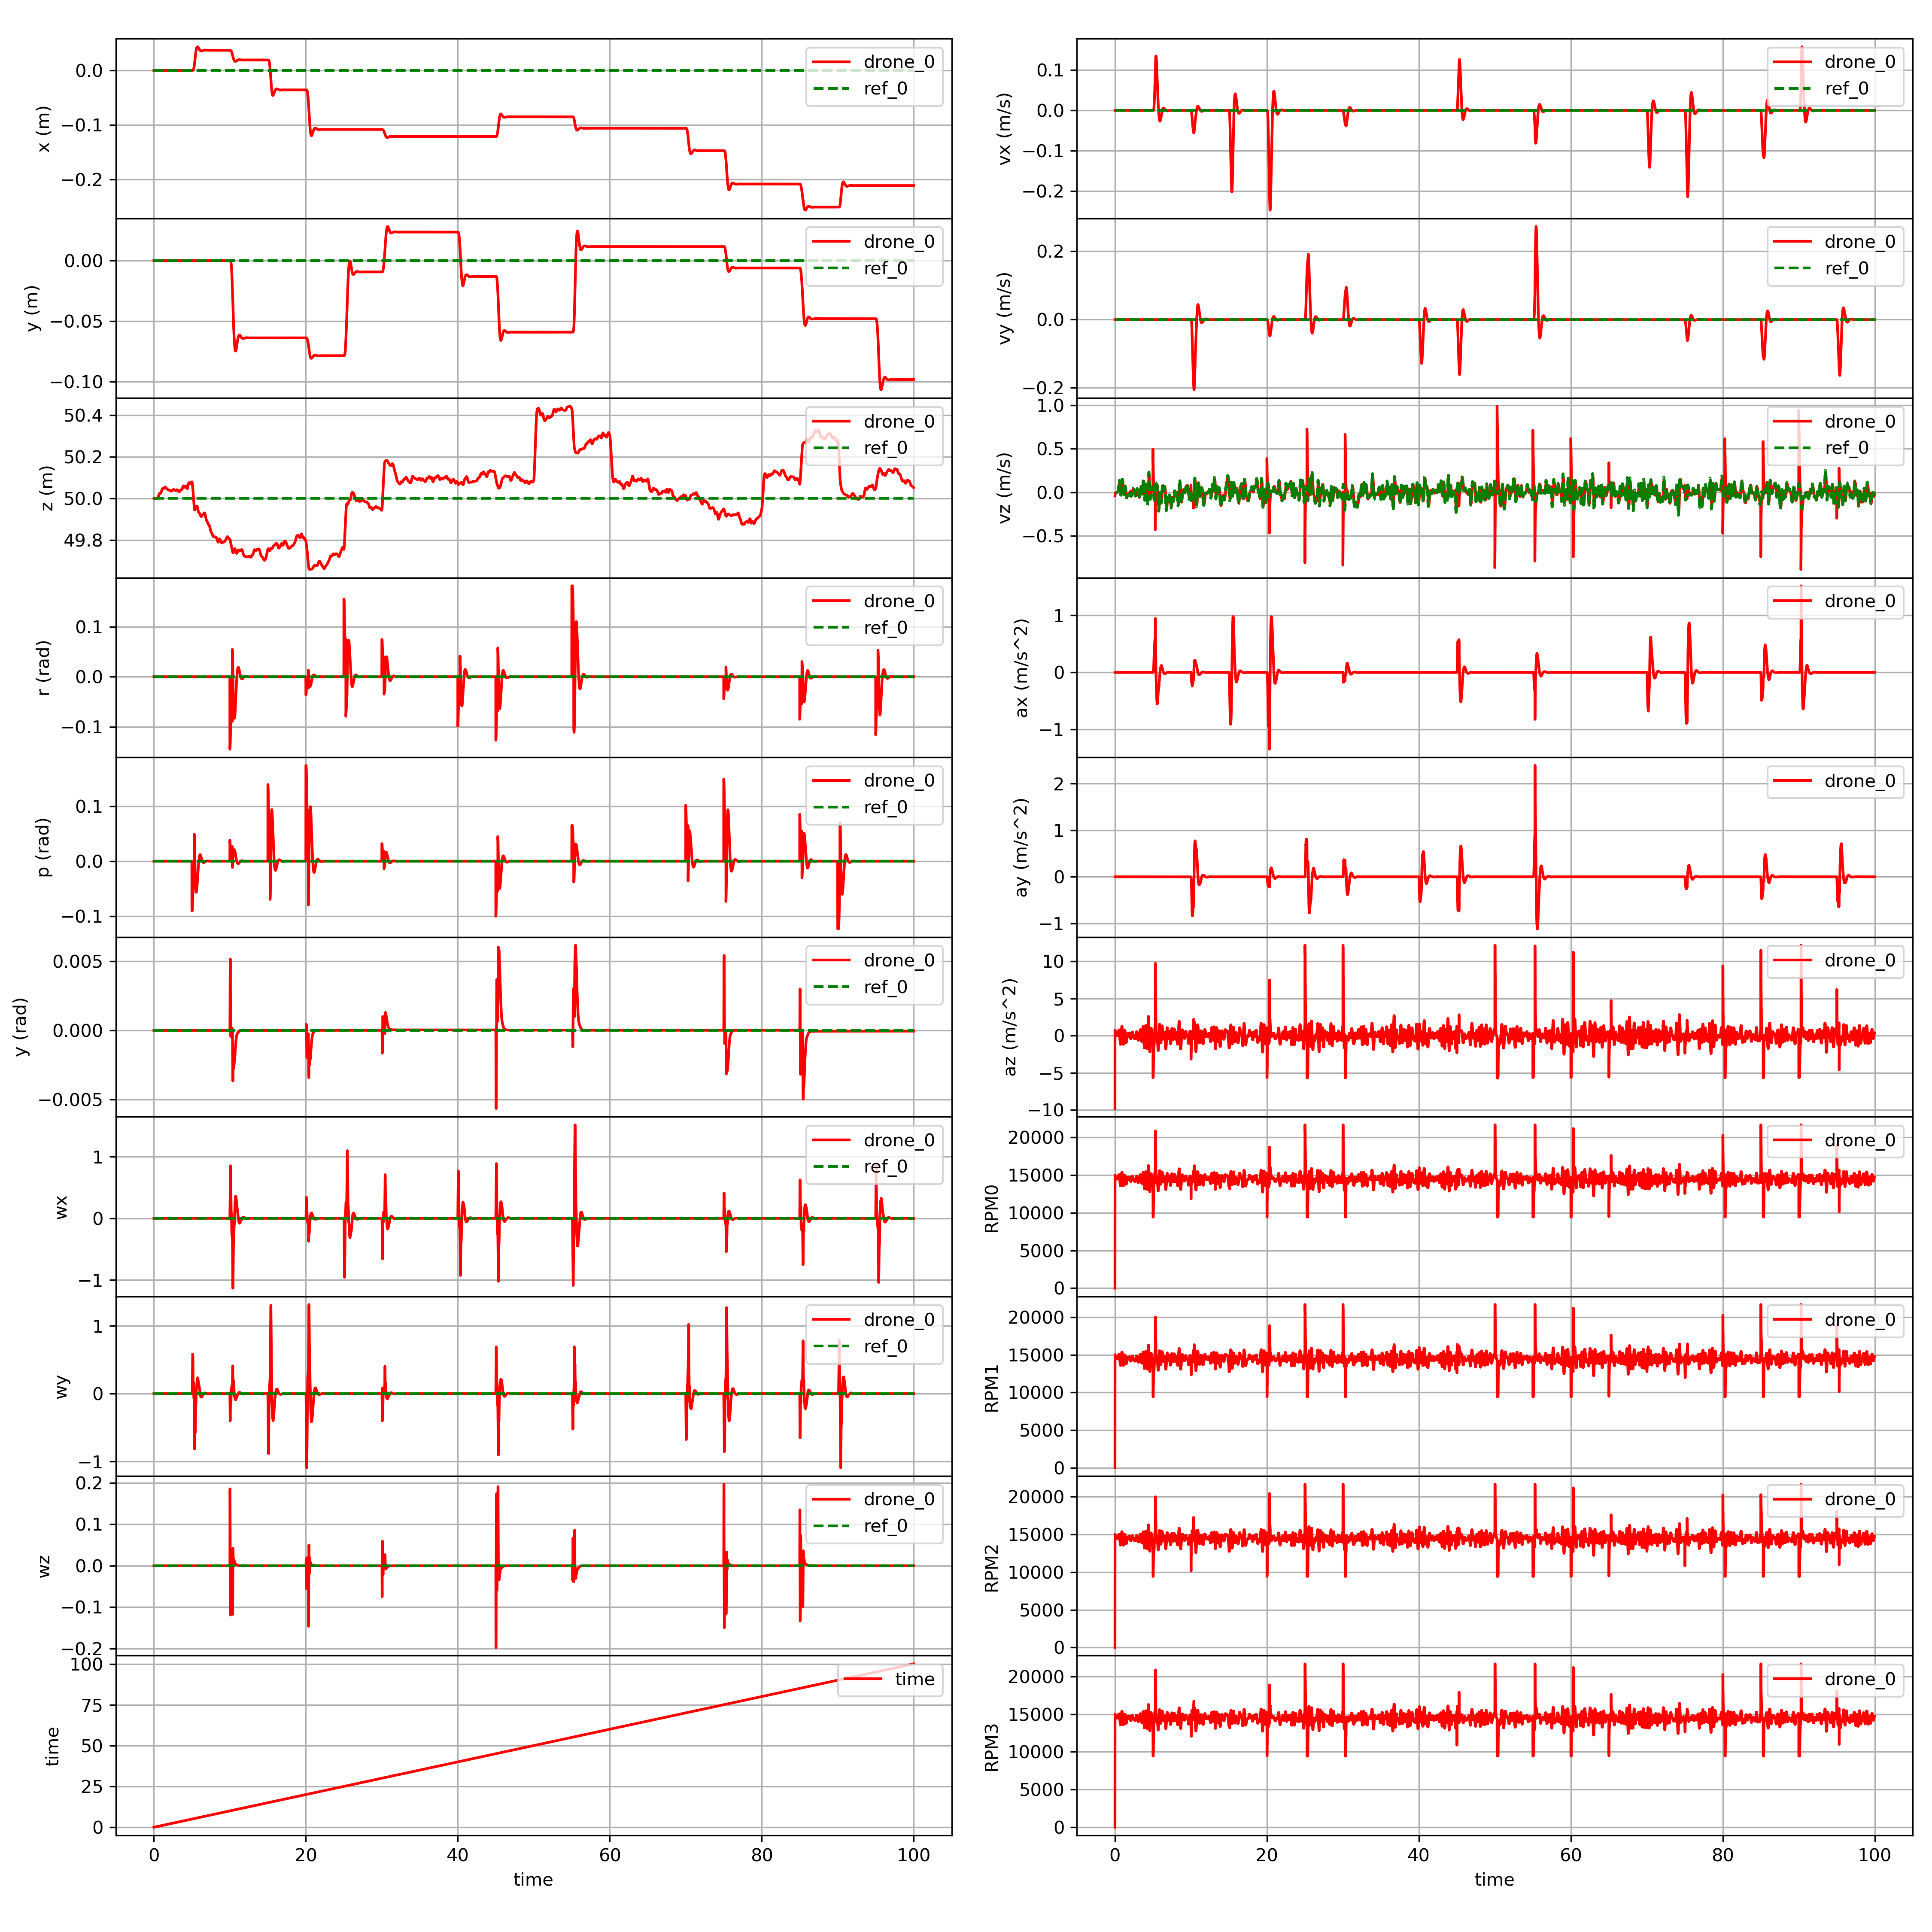 x (m)
0.0
−0.1
−0.2
drone_0
ref_0
y (m)
0.00
−0.05
−0.10
drone_0
ref_0
z (m)
50.4
50.2
50.0
49.8
drone_0
ref_0
r (rad)
0.1
0.0
−0.1
drone_0
ref_0
p (rad)
0.1
0.0
−0.1
drone_0
ref_0
y (rad)
0.005
0.000
−0.005
drone_0
ref_0
wx
1
0
−1
drone_0
ref_0
wy
1
0
−1
drone_0
ref_0
wz
0.2
0.1
0.0
−0.1
−0.2
drone_0
ref_0
time
100
75
50
25
0
time
0 20 40 60 80 100
time
vx (m/s)
0.1
0.0
−0.1
−0.2
drone_0
ref_0
vy (m/s)
0.2
0.0
−0.2
drone_0
ref_0
vz (m/s)
1.0
0.5
0.0
−0.5
drone_0
ref_0
ax (m/s^2)
1
0
−1
drone_0
ay (m/s^2)
2
1
0
−1
drone_0
az (m/s^2)
10
5
0
−5
−10
drone_0
RPM0
20000
15000
10000
5000
0
drone_0
RPM1
20000
15000
10000
5000
0
drone_0
RPM2
20000
15000
10000
5000
0
drone_0
RPM3
20000
15000
10000
5000
0
drone_0
0 20 40 60 80 100
time